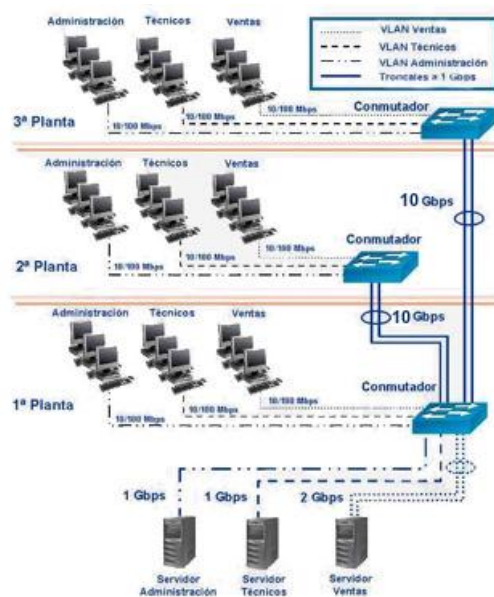 Administración Técnicos Ventas
VLAN Ventas
VLAN Técnicos
VLAN Administración
Troncales a 1 Gbps
10/100 Mbps
Conmutador
10/100 Mbps
10/100 Mbps
3ª Planta
Administración Técnicos Ventas
10 Gbps
10/100 Mbps
Conmutador
10/100 Mbps
2ª Planta
10/100 Mbps
Administración Técnicos Ventas
10 Gbps
Conmutador
10/100 Mbps
1ª Planta
10/100 Mbps
10/100 Mbps
1 Gbps 1 Gbps 2 Gbps
Servidor Administración
Servidor Técnicos
Servidor Ventas